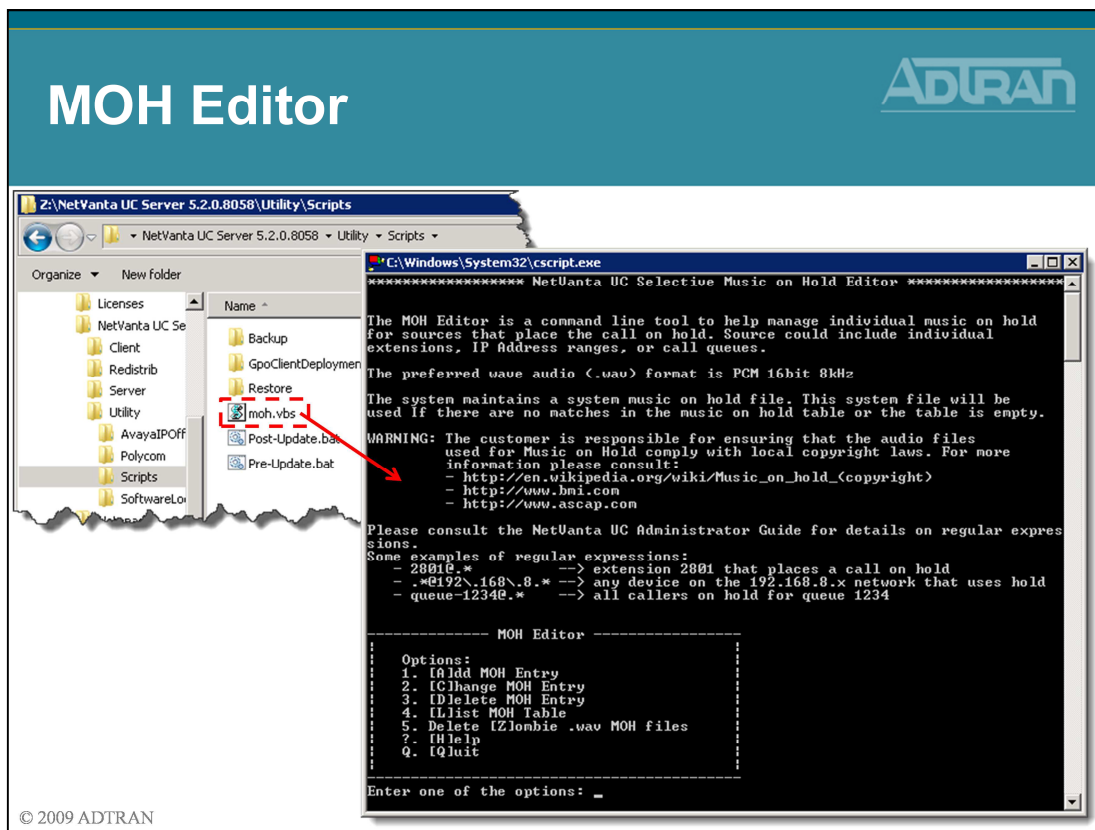 MOH Editor
ADTRAN
Z:\NetVanta UC Server 5.2.0.8058\Utility\Scripts
NetVanta UC Server 5.2.0.8058 Utility Scripts
Organize New folder
Licenses
NetVanta UC Se
Client
Redistrib
Server
Utility
AvayaIPOff
Polycom
Scripts
SoftwareLo
Name
Backup
GpoClientDeploymen
Restore
moh.vbs
Post-Update.bat
Pre-Update.bat
C:\Windows\System32\cscript.exe
****************** NetVanta UC Selective Music on Hold Editor ******************
The MOH Editor is a command line tool to help manage individual music on hold
for sources that place the call on hold. Source could include individual
extensions, IP Address ranges, or call queues.
The preferred wave audio (.wav) format is PCM 16bit 8kHz
The system maintains a system music on hold file. This system file will be
used If there are no matches in the music on hold table or the table is empty.
WARNING: The customer is responsible for ensuring that the audio files
used for Music on Hold comply with local copyright laws. For more
information please consult:
- http://en.wikipedia.org/wiki/Music_on_hold_(copyright)
- http://www.bmi.com
- http://www.ascap.com
Please consult the NetVanta UC Administrator Guide for details on regular expres
sions.
Some examples of regular expressions:
- 2801@.* --> extension 2801 that places a call on hold
- .*@192\.168\.8.* --> any device on the 192.168.8.x network that uses hold
- queue-1234@.* --> all callers on hold for queue 1234
-------------- MOH Editor -----------------
Options:
1. [A]dd MOH Entry
2. [C]hange MOH Entry
3. [D]elete MOH Entry
4. [L]ist MOH Table
5. Delete [Z]ombie .wav MOH files
?. [H]elp
Q. [Q]uit
Enter one of the options: _
© 2009 ADTRAN